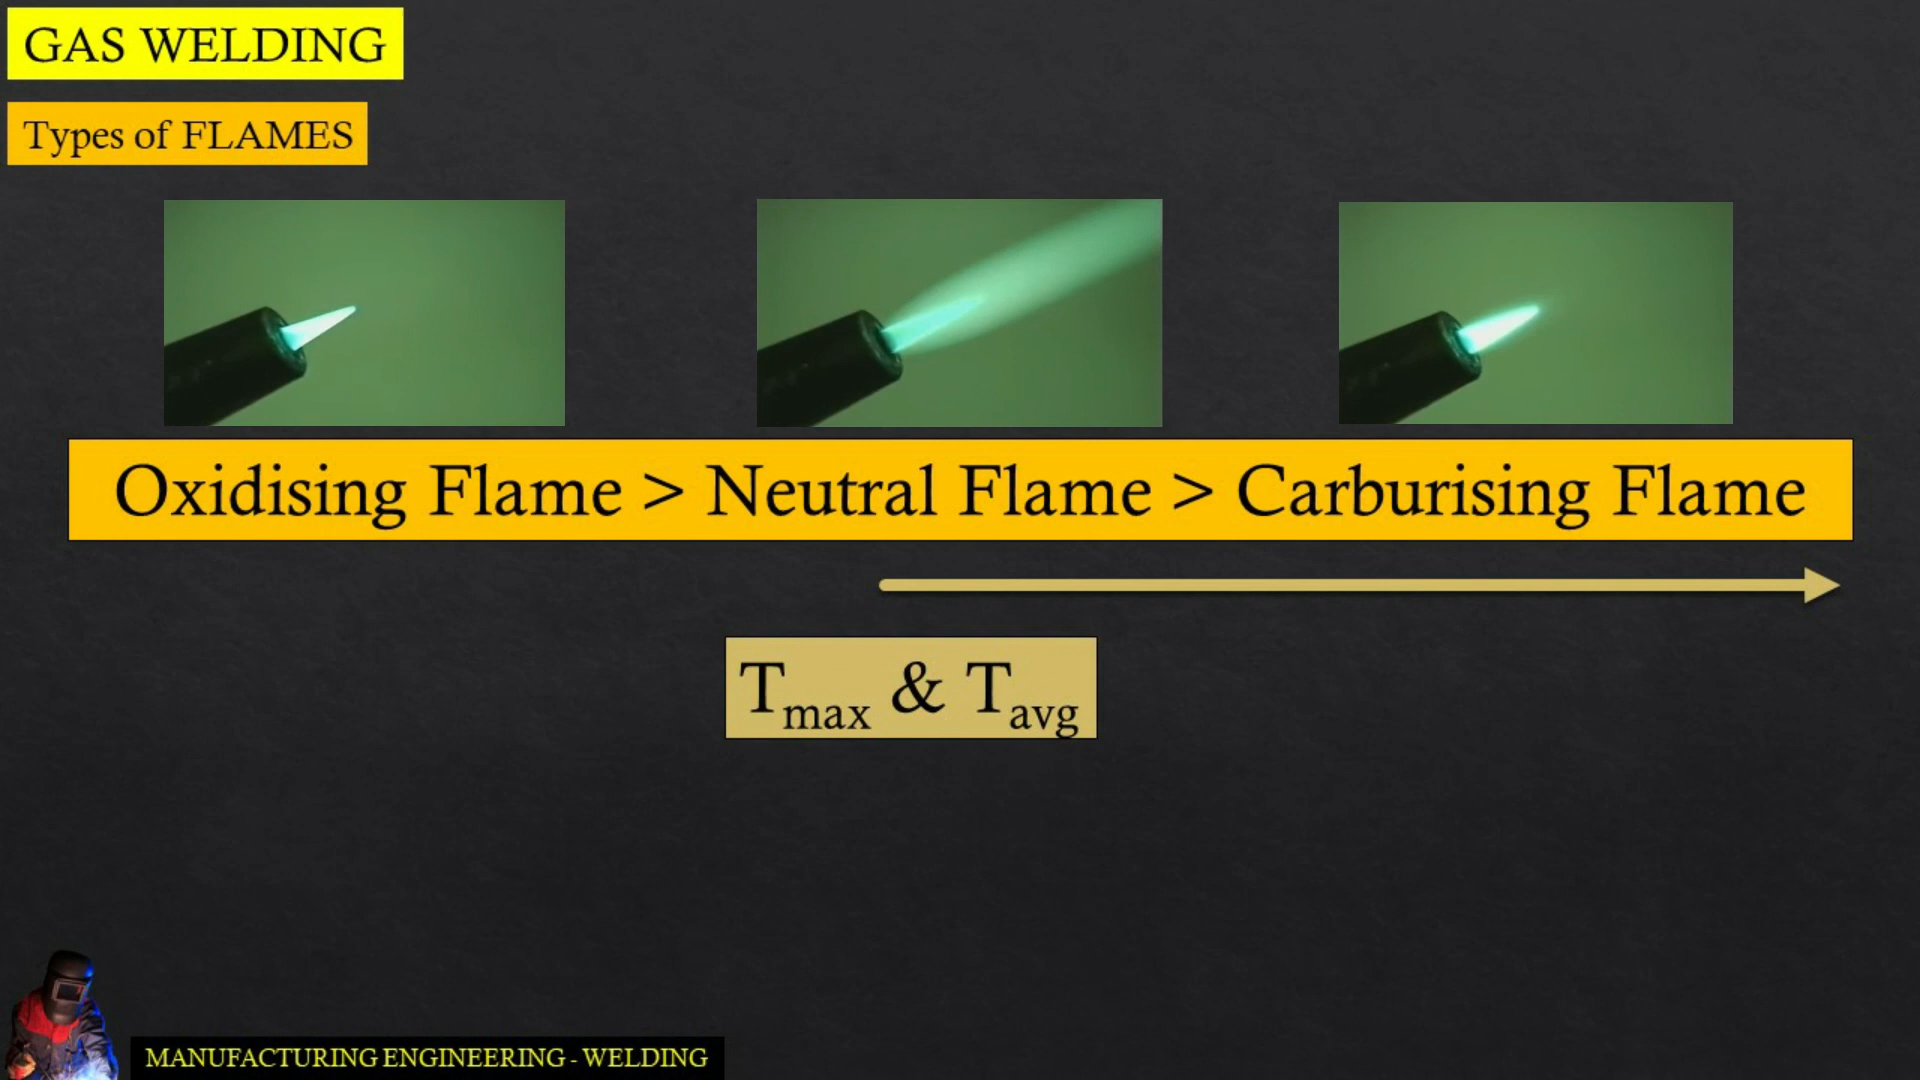 GAS WELDING
Types of FLAMES
Oxidising Flame > Neutral Flame > Carburising Flame
Tmax & Tavg
MANUFACTURING ENGINEERING - WELDING